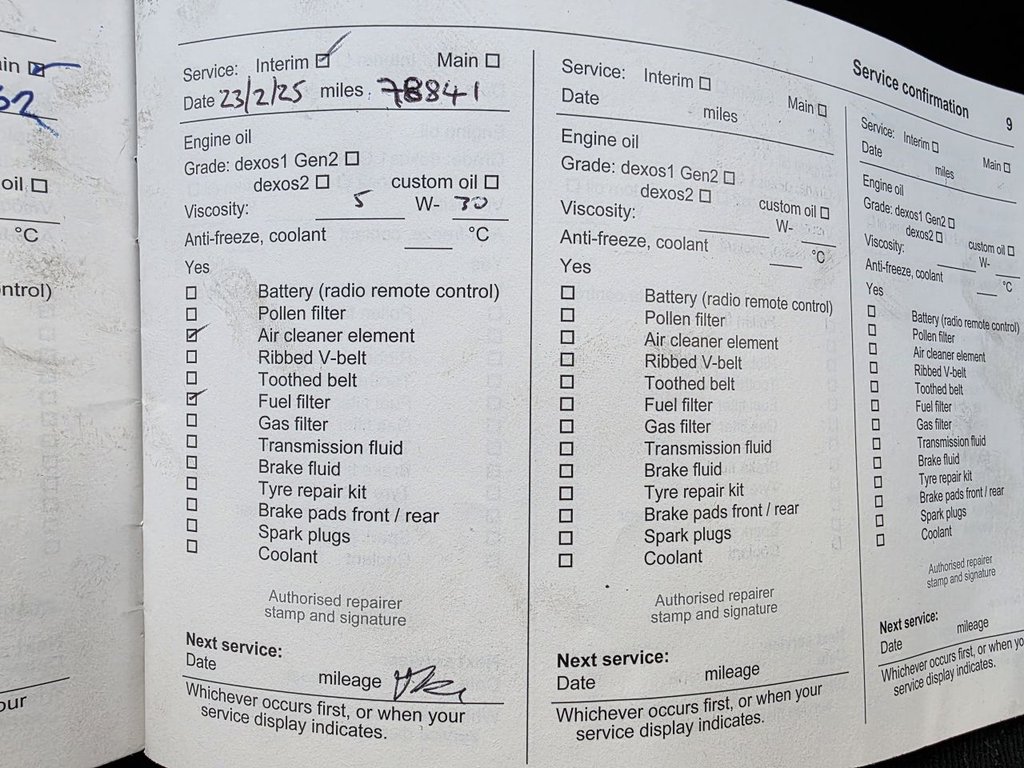 ain
52
oil
°C
ntrol)
our
Service: Interim Main
Date 23/2/25 miles 78841
Engine oil
Grade: dexos1 Gen2
dexos2 custom oil
Viscosity: 5 W- 30
Anti-freeze, coolant °C
Yes
Battery (radio remote control)
Pollen filter
Air cleaner element
Ribbed V-belt
Toothed belt
Fuel filter
Gas filter
Transmission fluid
Brake fluid
Tyre repair kit
Brake pads front / rear
Spark plugs
Coolant
Authorised repairer
stamp and signature
Next service:
Date mileage
Whichever occurs first, or when your
service display indicates.
Service: Interim Main
Date miles
Engine oil
Grade: dexos1 Gen2
dexos2 custom oil
Viscosity: W-
Anti-freeze, coolant °C
Yes
Battery (radio remote control)
Pollen filter
Air cleaner element
Ribbed V-belt
Toothed belt
Fuel filter
Gas filter
Transmission fluid
Brake fluid
Tyre repair kit
Brake pads front / rear
Spark plugs
Coolant
Authorised repairer
stamp and signature
Next service:
Date mileage
Whichever occurs first, or when your
service display indicates.
Service confirmation 9
Service: Interim Main
Date miles
Engine oil
Grade: dexos1 Gen2
dexos2 custom oil
Viscosity: W-
Anti-freeze, coolant °C
Yes
Battery (radio remote control)
Pollen filter
Air cleaner element
Ribbed V-belt
Toothed belt
Fuel filter
Gas filter
Transmission fluid
Brake fluid
Tyre repair kit
Brake pads front / rear
Spark plugs
Coolant
Authorised repairer
stamp and signature
Next service:
Date mileage
Whichever occurs first, or when yo
service display indicates.